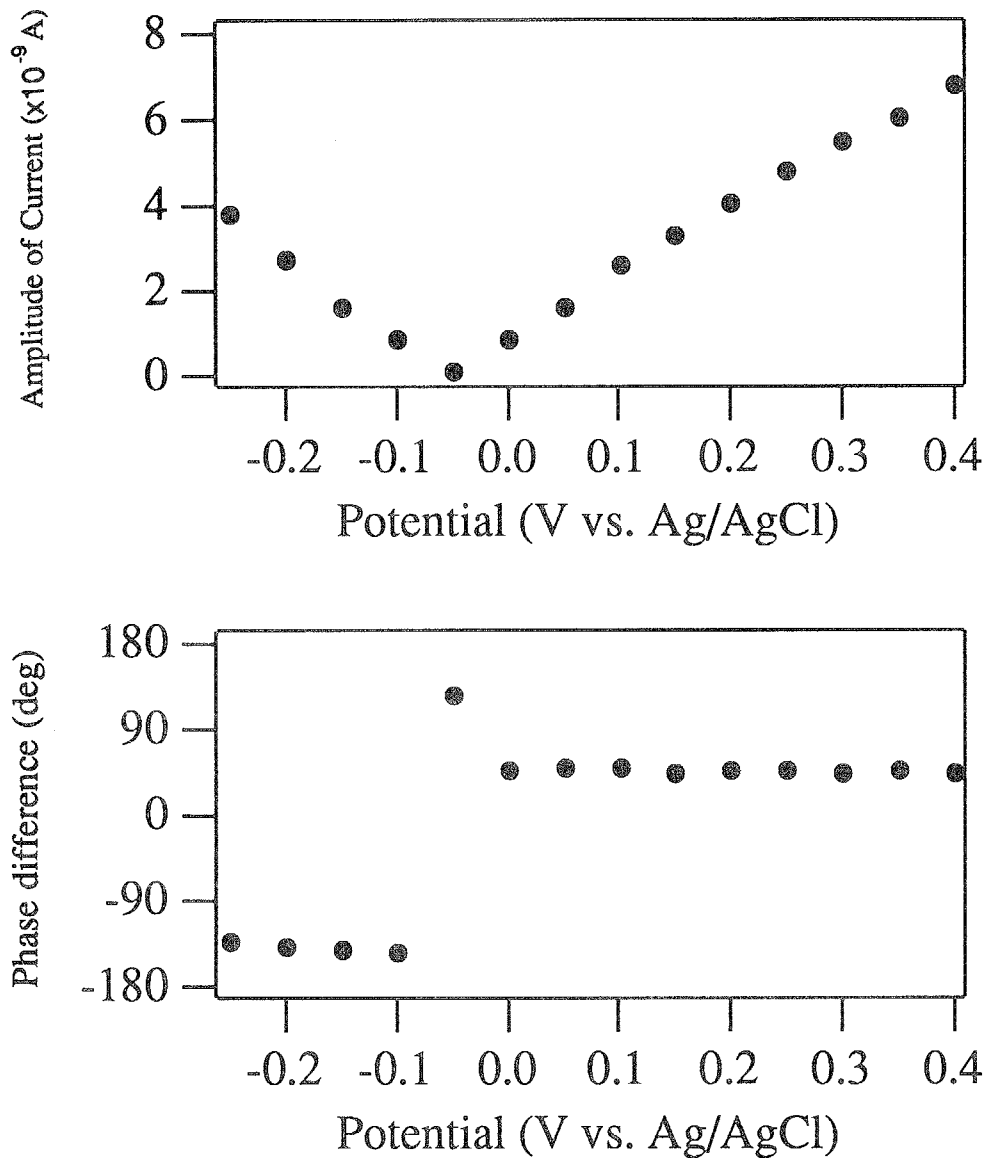 Amplitude of Current (x10⁻⁹ A)
8
6
4
2
0
-0.2 -0.1 0.0 0.1 0.2 0.3 0.4
Potential (V vs. Ag/AgCl)
Phase difference (deg)
180
90
0
-90
-180
-0.2 -0.1 0.0 0.1 0.2 0.3 0.4
Potential (V vs. Ag/AgCl)